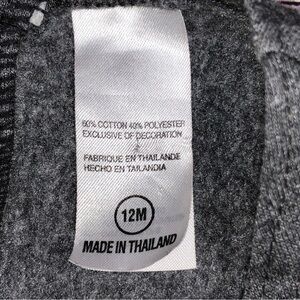 60% COTTON 40% POLYESTER
EXCLUSIVE OF DECORATION
FABRIQUE EN THAILANDE
HECHO EN TAILANDIA
12M
MADE IN THAILAND